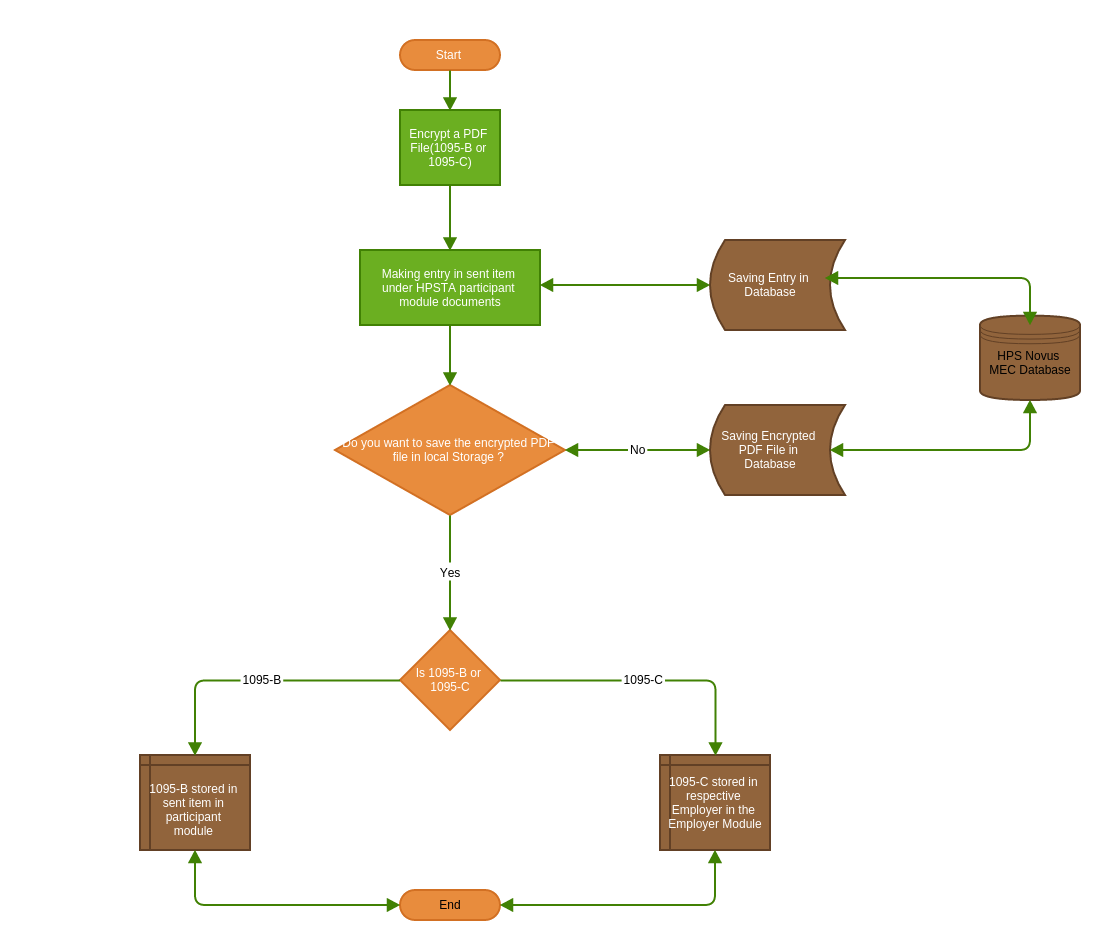 Start
Encrypt a PDF
File(1095-B or
1095-C)
Making entry in sent item
under HPSTA participant
module documents
Saving Entry in
Database
HPS Novus
MEC Database
Do you want to save the encrypted PDF
file in local Storage ?
No
Saving Encrypted
PDF File in
Database
Yes
Is 1095-B or
1095-C
1095-B
1095-C
1095-B stored in
sent item in
participant
module
1095-C stored in
respective
Employer in the
Employer Module
End